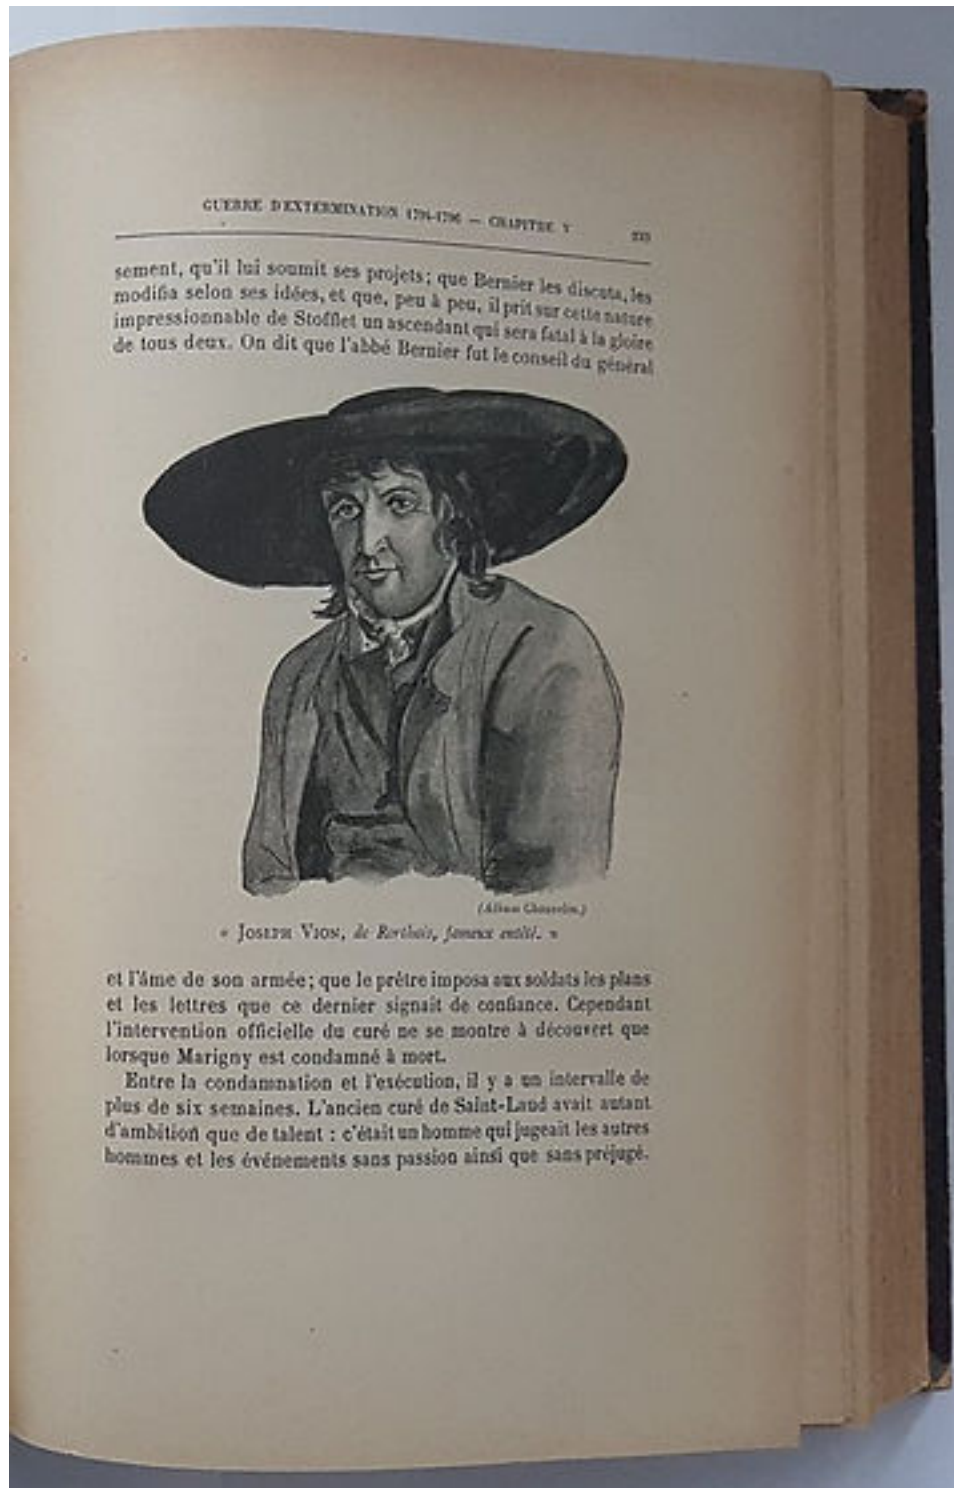 GUERRE D'EXTERMINATION 1794-1796 — CHAPITRE V
sement, qu'il lui soumit ses projets; que Bernier les discuta, les
modifia selon ses idées, et que, peu à peu, il prit sur cette nature
impressionnable de Stofflet un ascendant qui sera fatal à la gloire
de tous deux. On dit que l'abbé Bernier fut le conseil du général
(Album
« JOSEPH VION, de Rorthais, fameux entêté. »
et l'âme de son armée; que le prêtre imposa aux soldats les plans
et les lettres que ce dernier signait de confiance. Cependant
l'intervention officielle du curé ne se montre à découvert que
lorsque Marigny est condamné à mort.
Entre la condamnation et l'exécution, il y a un intervalle de
plus de six semaines. L'ancien curé de Saint-Laud avait autant
d'ambition que de talent : c'était un homme qui jugeait les autres
hommes et les événements sans passion ainsi que sans préjugé.